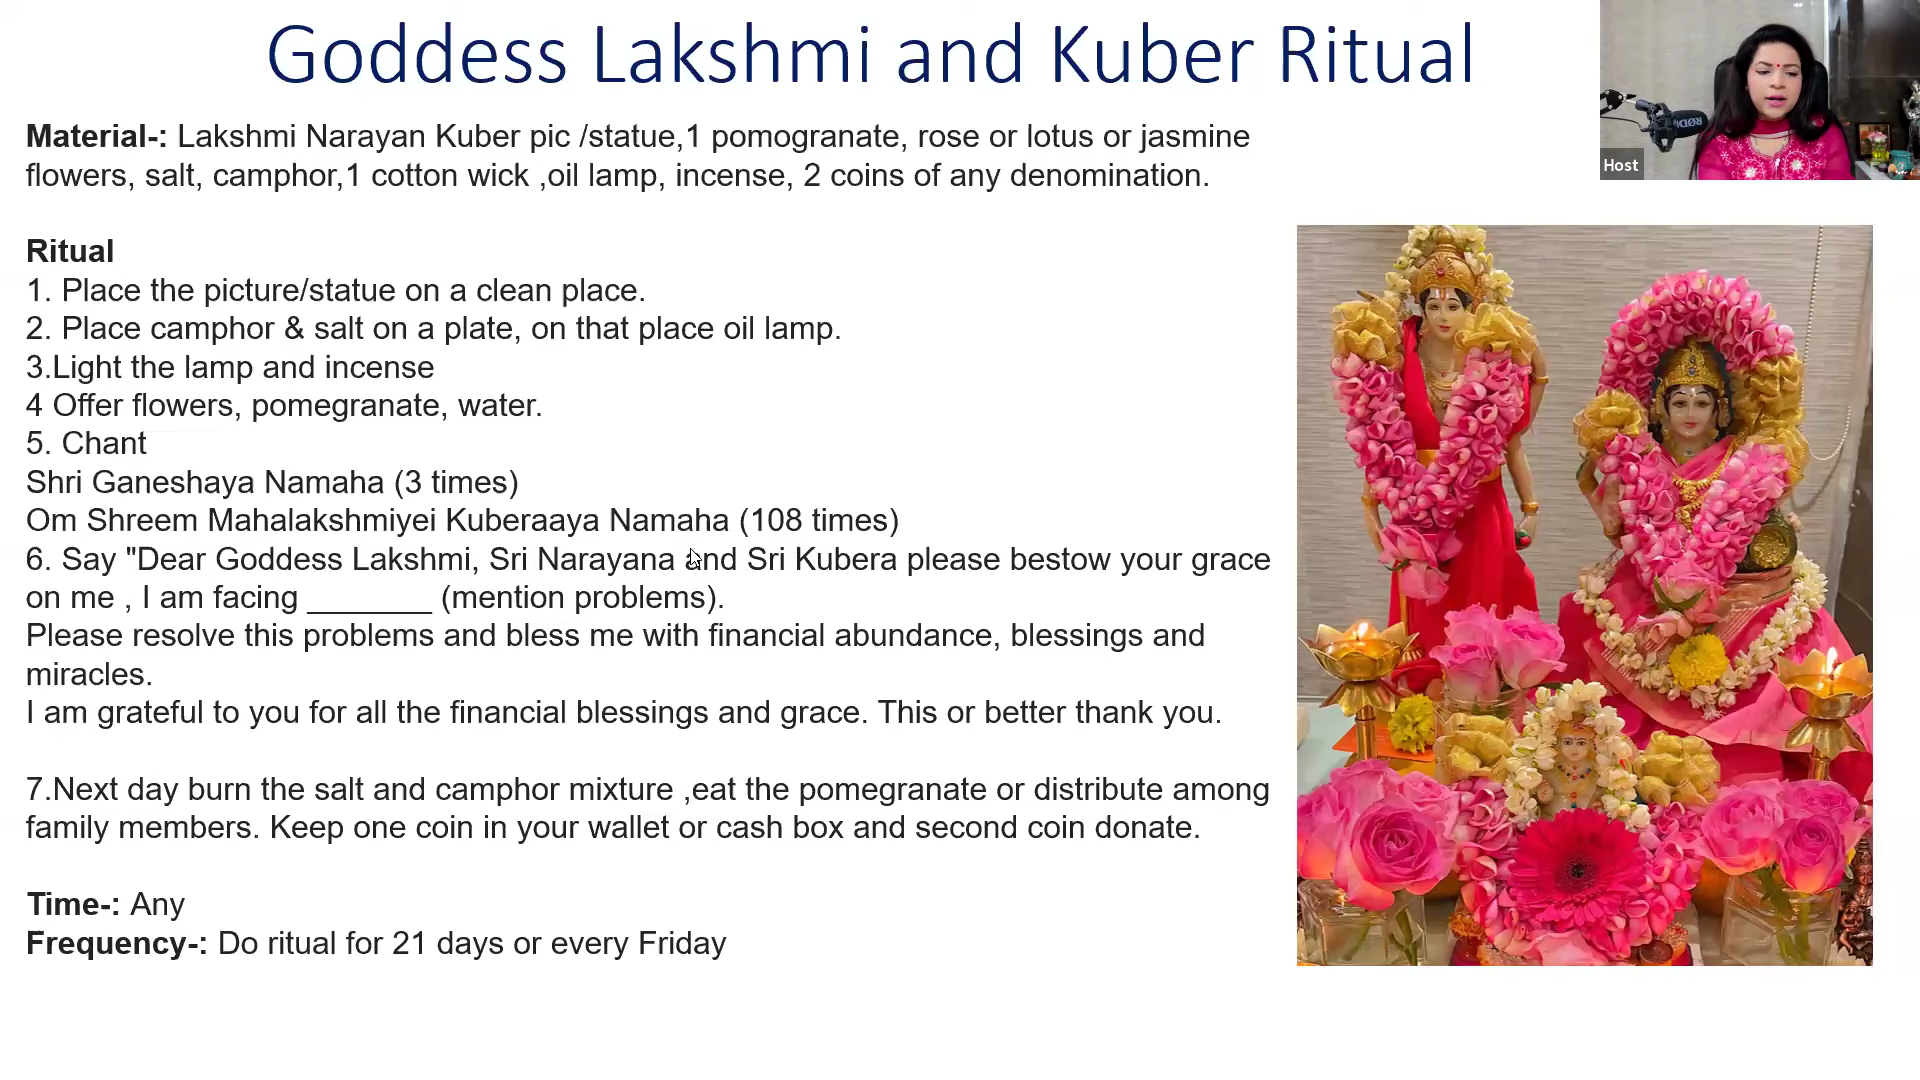 Goddess Lakshmi and Kuber Ritual
Material-: Lakshmi Narayan Kuber pic /statue,1 pomogranate, rose or lotus or jasmine
flowers, salt, camphor,1 cotton wick ,oil lamp, incense, 2 coins of any denomination.
RØDE
Host
Ritual
1. Place the picture/statue on a clean place.
2. Place camphor & salt on a plate, on that place oil lamp.
3.Light the lamp and incense
4 Offer flowers, pomegranate, water.
5. Chant
Shri Ganeshaya Namaha (3 times)
Om Shreem Mahalakshmiyei Kuberaaya Namaha (108 times)
6. Say "Dear Goddess Lakshmi, Sri Narayana and Sri Kubera please bestow your grace
on me , I am facing _______ (mention problems).
Please resolve this problems and bless me with financial abundance, blessings and
miracles.
I am grateful to you for all the financial blessings and grace. This or better thank you.
7.Next day burn the salt and camphor mixture ,eat the pomegranate or distribute among
family members. Keep one coin in your wallet or cash box and second coin donate.
Time-: Any
Frequency-: Do ritual for 21 days or every Friday